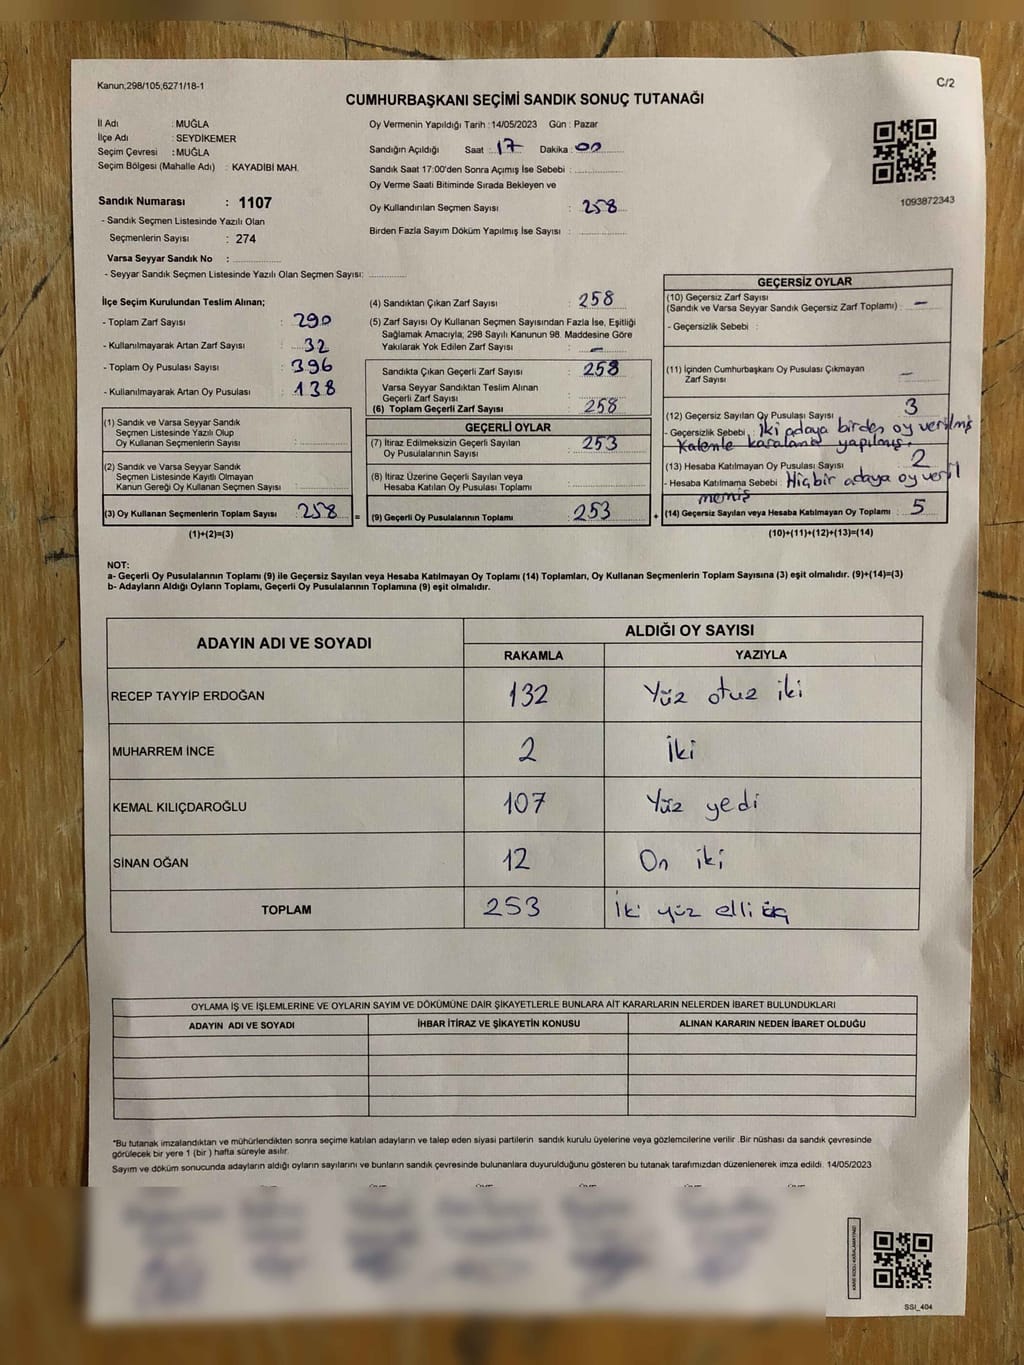 Kanun,298/105,6271/18-1
C/2
CUMHURBAŞKANI SEÇİMİ SANDIK SONUÇ TUTANAĞI
İl Adı : MUĞLA
İlçe Adı : SEYDİKEMER
Seçim Çevresi : MUĞLA
Seçim Bölgesi (Mahalle Adı) : KAYADİBİ MAH.
Sandık Numarası : 1107
- Sandık Seçmen Listesinde Yazılı Olan
Seçmenlerin Sayısı : 274
Varsa Seyyar Sandık No :
- Seyyar Sandık Seçmen Listesinde Yazılı Olan Seçmen Sayısı:
Oy Vermenin Yapıldığı Tarih : 14/05/2023 Gün : Pazar
Sandığın Açıldığı Saat : 17 Dakika : 00
Sandık Saat 17:00'den Sonra Açımış İse Sebebi :
Oy Verme Saati Bitiminde Sırada Bekleyen ve
Oy Kullandırılan Seçmen Sayısı : 258
Birden Fazla Sayım Döküm Yapılmış İse Sayısı :
1093872343
İlçe Seçim Kurulundan Teslim Alınan;
- Toplam Zarf Sayısı : 290
- Kullanılmayarak Artan Zarf Sayısı : 32
- Toplam Oy Pusulası Sayısı : 396
- Kullanılmayarak Artan Oy Pusulası : 138
(1) Sandık ve Varsa Seyyar Sandık
Seçmen Listesinde Yazılı Olup
Oy Kullandıran Seçmenlerin Sayısı :
(2) Sandık ve Varsa Seyyar Sandık
Seçmen Listesinde Kayıtlı Olmayan
Kanun Gereği Oy Kullanan Seçmen Sayısı :
(3) Oy Kullanan Seçmenlerin Toplam Sayısı : 258 =
(1)+(2)=(3)
(4) Sandıktan Çıkan Zarf Sayısı : 258
(5) Zarf Sayısı Oy Kullanan Seçmen Sayısından Fazla İse, Eşitliği
Sağlamak Amacıyla; 298 Sayılı Kanunun 98. Maddesine Göre
Yakılarak Yok Edilen Zarf Sayısı : –
Sandıkta Çıkan Geçerli Zarf Sayısı : 258
Varsa Seyyar Sandıktan Teslim Alınan
Geçerli Zarf Sayısı :
(6) Toplam Geçerli Zarf Sayısı : 258
GEÇERLİ OYLAR
(7) İtiraz Edilmeksizin Geçerli Sayılan
Oy Pusulalarının Sayısı : 253
(8) İtiraz Üzerine Geçerli Sayılan veya
Hesaba Katılan Oy Pusulası Toplamı :
(9) Geçerli Oy Pusulalarının Toplamı : 253 +
GEÇERSİZ OYLAR
(10) Geçersiz Zarf Sayısı
(Sandık ve Varsa Seyyar Sandık Geçersiz Zarf Toplamı) : –
- Geçersizlik Sebebi :
(11) İçinden Cumhurbaşkanı Oy Pusulası Çıkmayan
Zarf Sayısı : –
(12) Geçersiz Sayılan Oy Pusulası Sayısı : 3
- Geçersizlik Sebebi : İki adaya birden oy verilmiş
Kalemle karalama yapılmış.
(13) Hesaba Katılmayan Oy Pusulası Sayısı : 2
- Hesaba Katılmama Sebebi : Hiçbir adaya oy veril
memiş
(14) Geçersiz Sayılan veya Hesaba Katılmayan Oy Toplamı : 5
(10)+(11)+(12)+(13)=(14)
NOT:
a- Geçerli Oy Pusulalarının Toplamı (9) ile Geçersiz Sayılan veya Hesaba Katılmayan Oy Toplamı (14) Toplamları, Oy Kullanan Seçmenlerin Toplam Sayısına (3) eşit olmalıdır. (9)+(14)=(3)
b- Adayların Aldığı Oyların Toplamı, Geçerli Oy Pusulalarının Toplamına (9) eşit olmalıdır.
ADAYIN ADI VE SOYADI
ALDIĞI OY SAYISI
RAKAMLA YAZIYLA
RECEP TAYYİP ERDOĞAN 132 Yüz otuz iki
MUHARREM İNCE 2 İki
KEMAL KILIÇDAROĞLU 107 Yüz yedi
SİNAN OĞAN 12 On iki
TOPLAM 253 İki yüz elli üç
OYLAMA İŞ VE İŞLEMLERİNE VE OYLARIN SAYIM VE DÖKÜMÜNE DAİR ŞİKAYETLERLE BUNLARA AİT KARARLARIN NELERDEN İBARET BULUNDUKLARI
ADAYIN ADI VE SOYADI İHBAR İTİRAZ VE ŞİKAYETİN KONUSU ALINAN KARARIN NEDEN İBARET OLDUĞU
*Bu tutanak imzalandıktan ve mühürlendikten sonra seçime katılan adayların ve talep eden siyasi partilerin sandık kurulu üyelerine veya gözlemcilerine verilir .Bir nüshası da sandık çevresinde
görülecek bir yere 1 (bir ) hafta süreyle asılır.
Sayım ve döküm sonucunda adayların aldığı oyların sayılarını ve bunların sandık çevresinde bulunanlara duyurulduğunu gösteren bu tutanak tarafımızdan düzenlenerek imza edildi. 14/05/2023
SSI_404